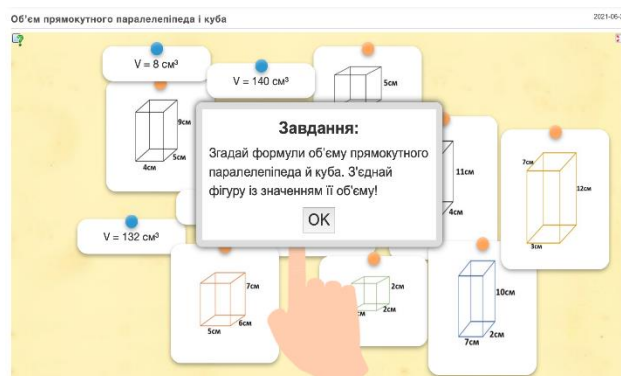 Об'єм прямокутного паралелепіпеда і куба
V = 8 см³
V = 140 см³
5см
9см
5см
4см
Завдання:
Згадай формули об'єму прямокутного
паралелепіпеда й куба. З'єднай
фігуру із значенням її об'єму!
OK
11см
4см
7см
12см
3см
V = 132 см³
7см
6см
5см
2см
2см
10см
2см
7см